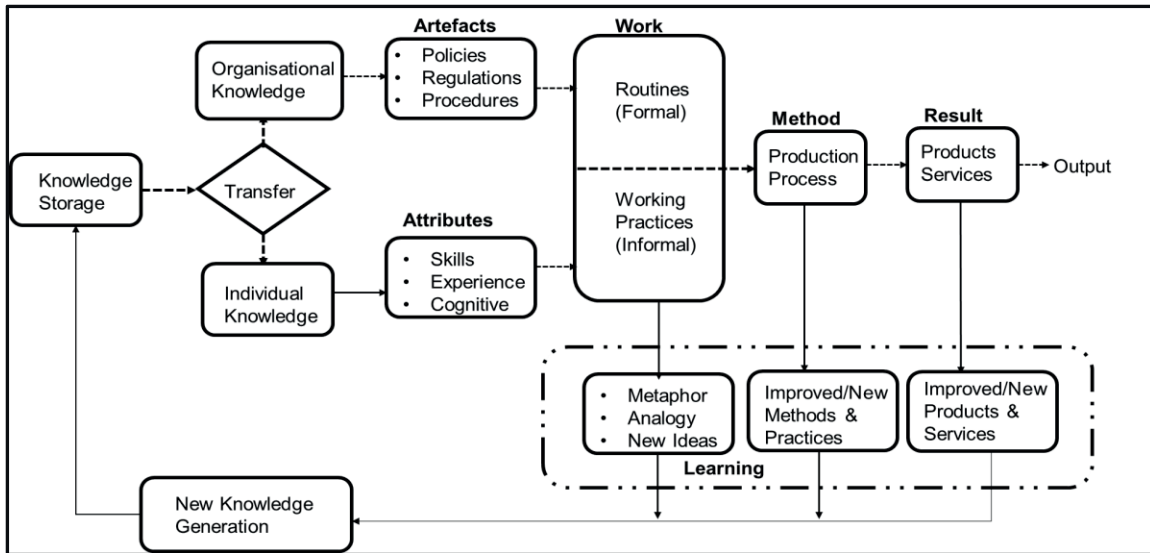 Artefacts
Work
Organisational
Knowledge
• Policies
• Regulations
• Procedures
Routines
(Formal)
Method
Result
Knowledge
Storage
Transfer
Production
Process
Products
Services
Output
Attributes
Working
Practices
(Informal)
Individual
Knowledge
• Skills
• Experience
• Cognitive
• Metaphor
• Analogy
• New Ideas
Improved/New
Methods &
Practices
Improved/New
Products &
Services
Learning
New Knowledge
Generation